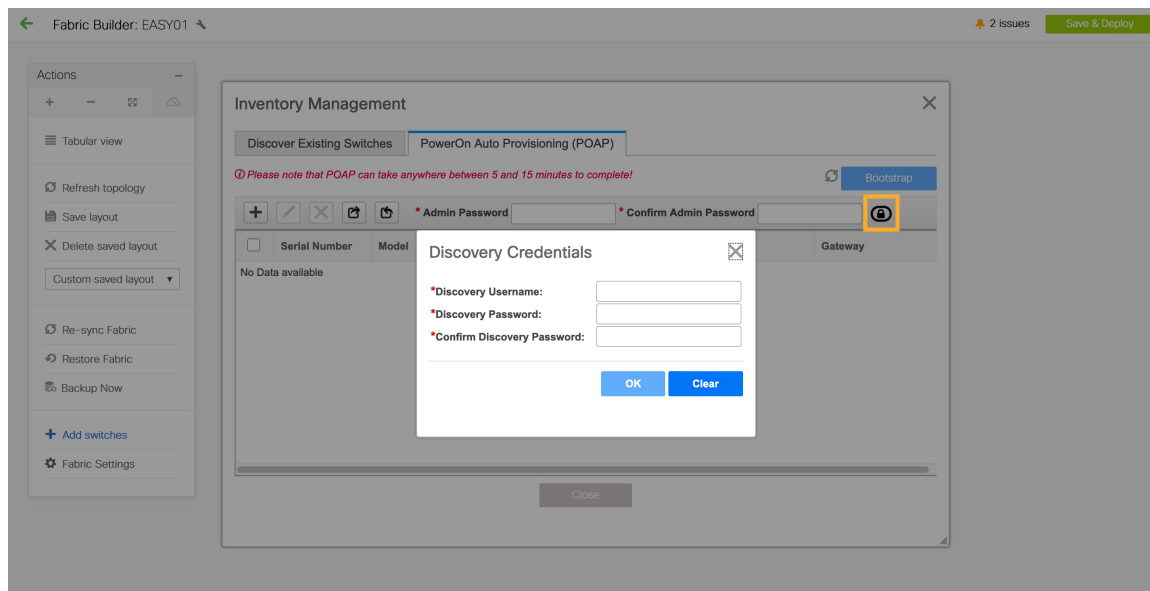 Fabric Builder: EASY01
2 issues
Save & Deploy
Actions
Tabular view
Refresh topology
Save layout
Delete saved layout
Custom saved layout
Re-sync Fabric
Restore Fabric
Backup Now
Add switches
Fabric Settings
Inventory Management
Discover Existing Switches
PowerOn Auto Provisioning (POAP)
Please note that POAP can take anywhere between 5 and 15 minutes to complete!
Bootstrap
* Admin Password
* Confirm Admin Password
Serial Number Model Gateway
No Data available
Discovery Credentials
*Discovery Username:
*Discovery Password:
*Confirm Discovery Password:
OK Clear
Close